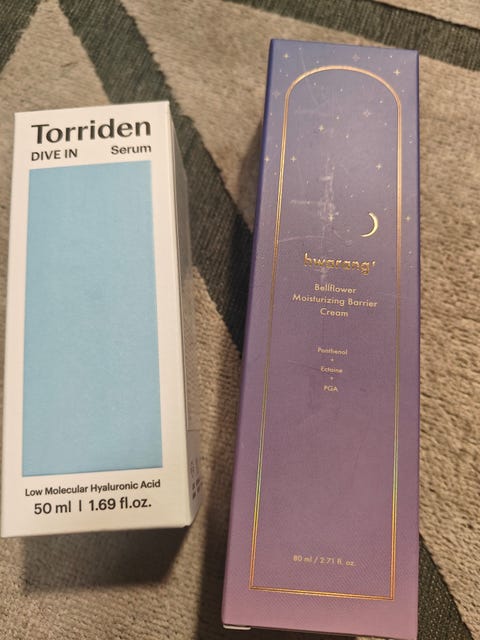 Torriden
DIVE IN Serum
Low Molecular Hyaluronic Acid
50 ml | 1.69 fl.oz.
hwarang'
Bellflower
Moisturizing Barrier
Cream
Panthenol
+
Ectoine
+
PGA
80 ml / 2.71 fl. oz.